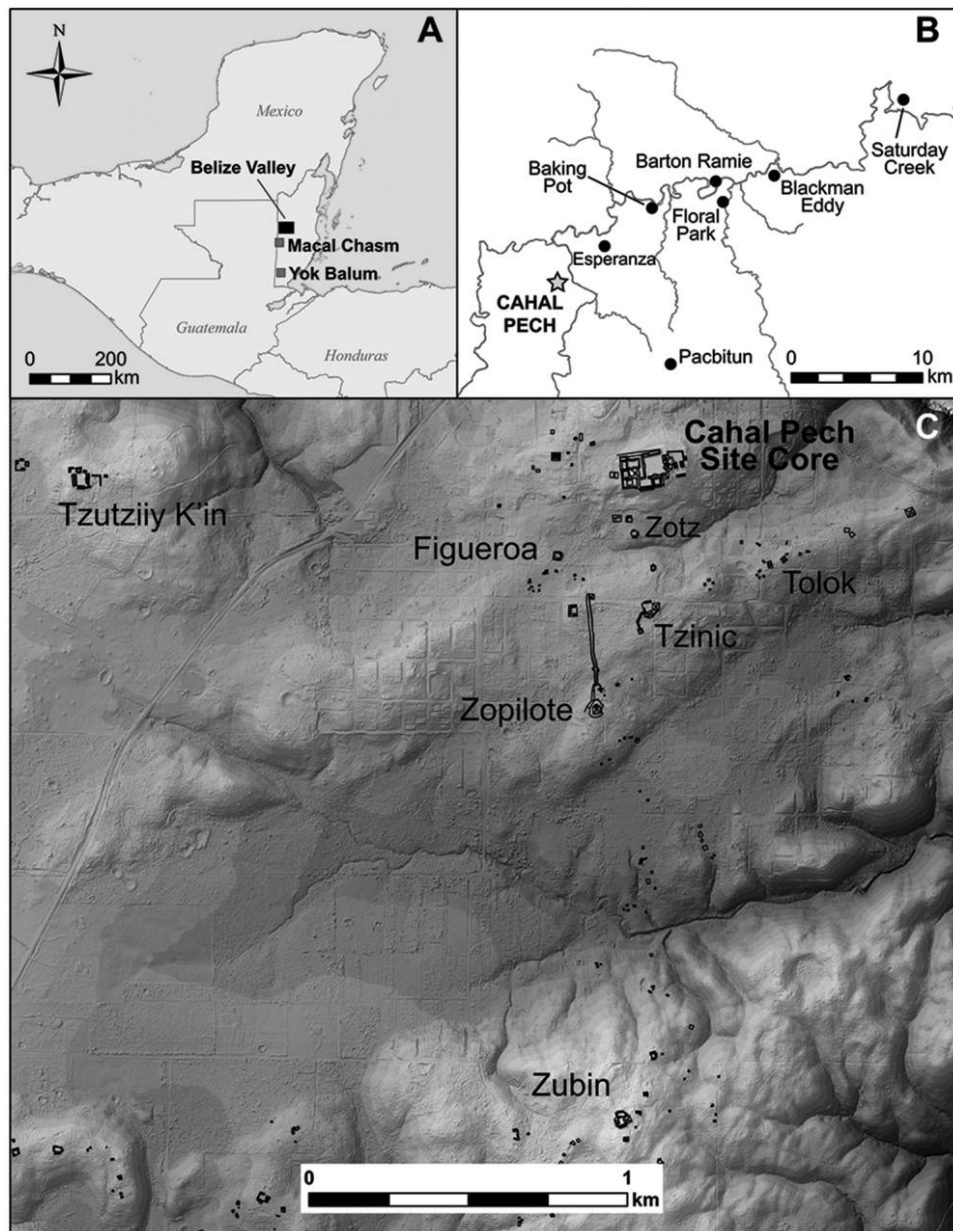 N
A
Mexico
Belize Valley
Macal Chasm
Yok Balum
Guatemala
Honduras
0 200
km
B
Saturday
Creek
Barton Ramie
Baking
Pot
Blackman
Eddy
Floral
Park
Esperanza
CAHAL
PECH
Pacbitun
0 10
km
C
Cahal Pech
Site Core
Tzutziiy K'in
Zotz
Figueroa
Tolok
Tzinic
Zopilote
Zubin
0 1
km